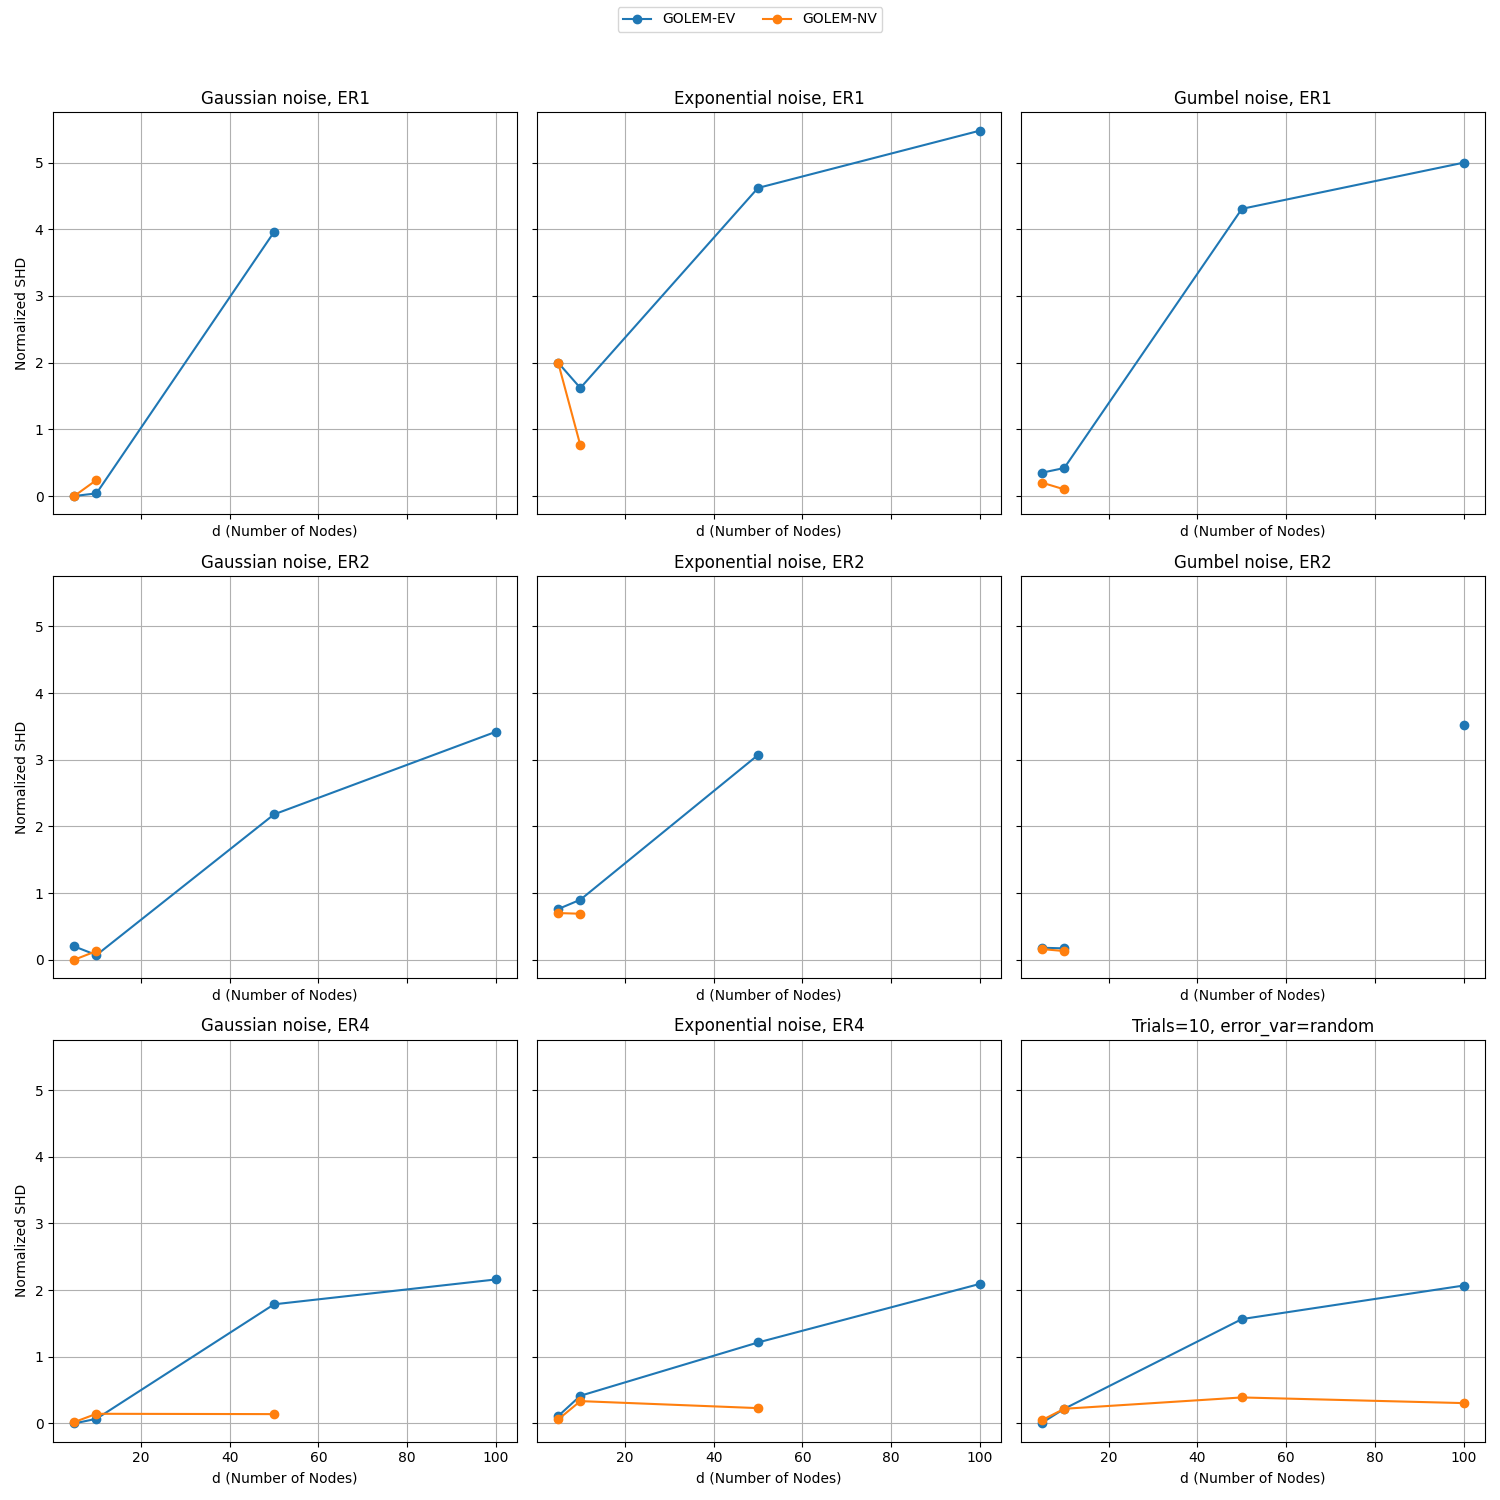 GOLEM-EV GOLEM-NV
Gaussian noise, ER1
Exponential noise, ER1
Gumbel noise, ER1
Normalized SHD
5
4
3
2
1
0
d (Number of Nodes)
d (Number of Nodes)
d (Number of Nodes)
Gaussian noise, ER2
Exponential noise, ER2
Gumbel noise, ER2
Normalized SHD
5
4
3
2
1
0
d (Number of Nodes)
d (Number of Nodes)
d (Number of Nodes)
Gaussian noise, ER4
Exponential noise, ER4
Trials=10, error_var=random
Normalized SHD
5
4
3
2
1
0
20 40 60 80 100
20 40 60 80 100
20 40 60 80 100
d (Number of Nodes)
d (Number of Nodes)
d (Number of Nodes)